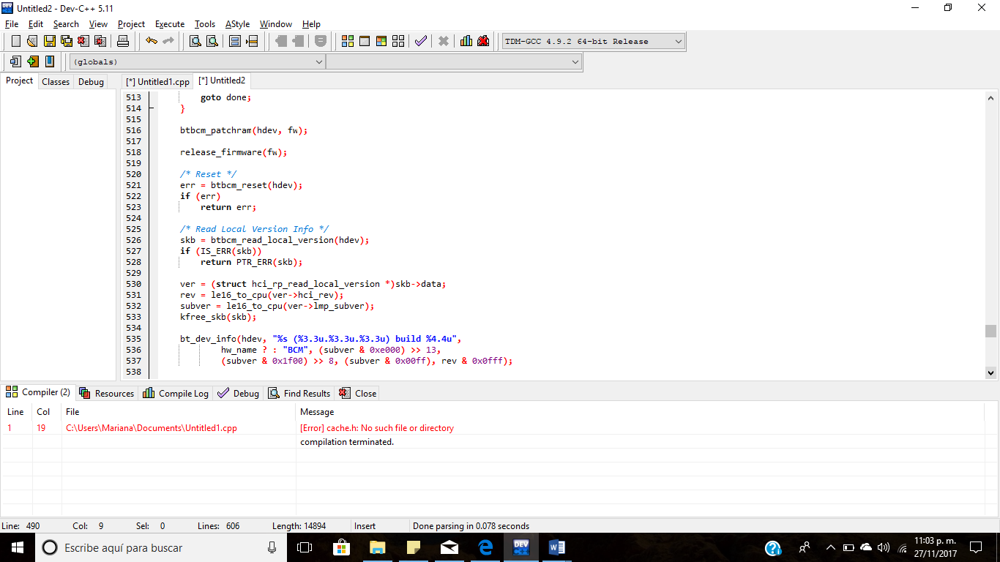 Untitled2 - Dev-C++ 5.11
File Edit Search View Project Execute Tools AStyle Window Help
TDM-GCC 4.9.2 64-bit Release
(globals)
Project Classes Debug [*] Untitled1.cpp [*] Untitled2
513 goto done;
514 }
515
516 btbcm_patchram(hdev, fw);
517
518 release_firmware(fw);
519
520 /* Reset */
521 err = btbcm_reset(hdev);
522 if (err)
523 return err;
524
525 /* Read Local Version Info */
526 skb = btbcm_read_local_version(hdev);
527 if (IS_ERR(skb))
528 return PTR_ERR(skb);
529
530 ver = (struct hci_rp_read_local_version *)skb->data;
531 rev = le16_to_cpu(ver->hci_rev);
532 subver = le16_to_cpu(ver->lmp_subver);
533 kfree_skb(skb);
534
535 bt_dev_info(hdev, "%s (%3.3u.%3.3u.%3.3u) build %4.4u",
536 hw_name ? : "BCM", (subver & 0xe000) >> 13,
537 (subver & 0x1f00) >> 8, (subver & 0x00ff), rev & 0x0fff);
538
Compiler (2) Resources Compile Log Debug Find Results Close
Line Col File Message
1 19 C:\Users\Mariana\Documents\Untitled1.cpp [Error] cache.h: No such file or directory
compilation terminated.
Line: 490 Col: 9 Sel: 0 Lines: 606 Length: 14894 Insert Done parsing in 0.078 seconds
Escribe aquí para buscar
11:03 p. m.
27/11/2017